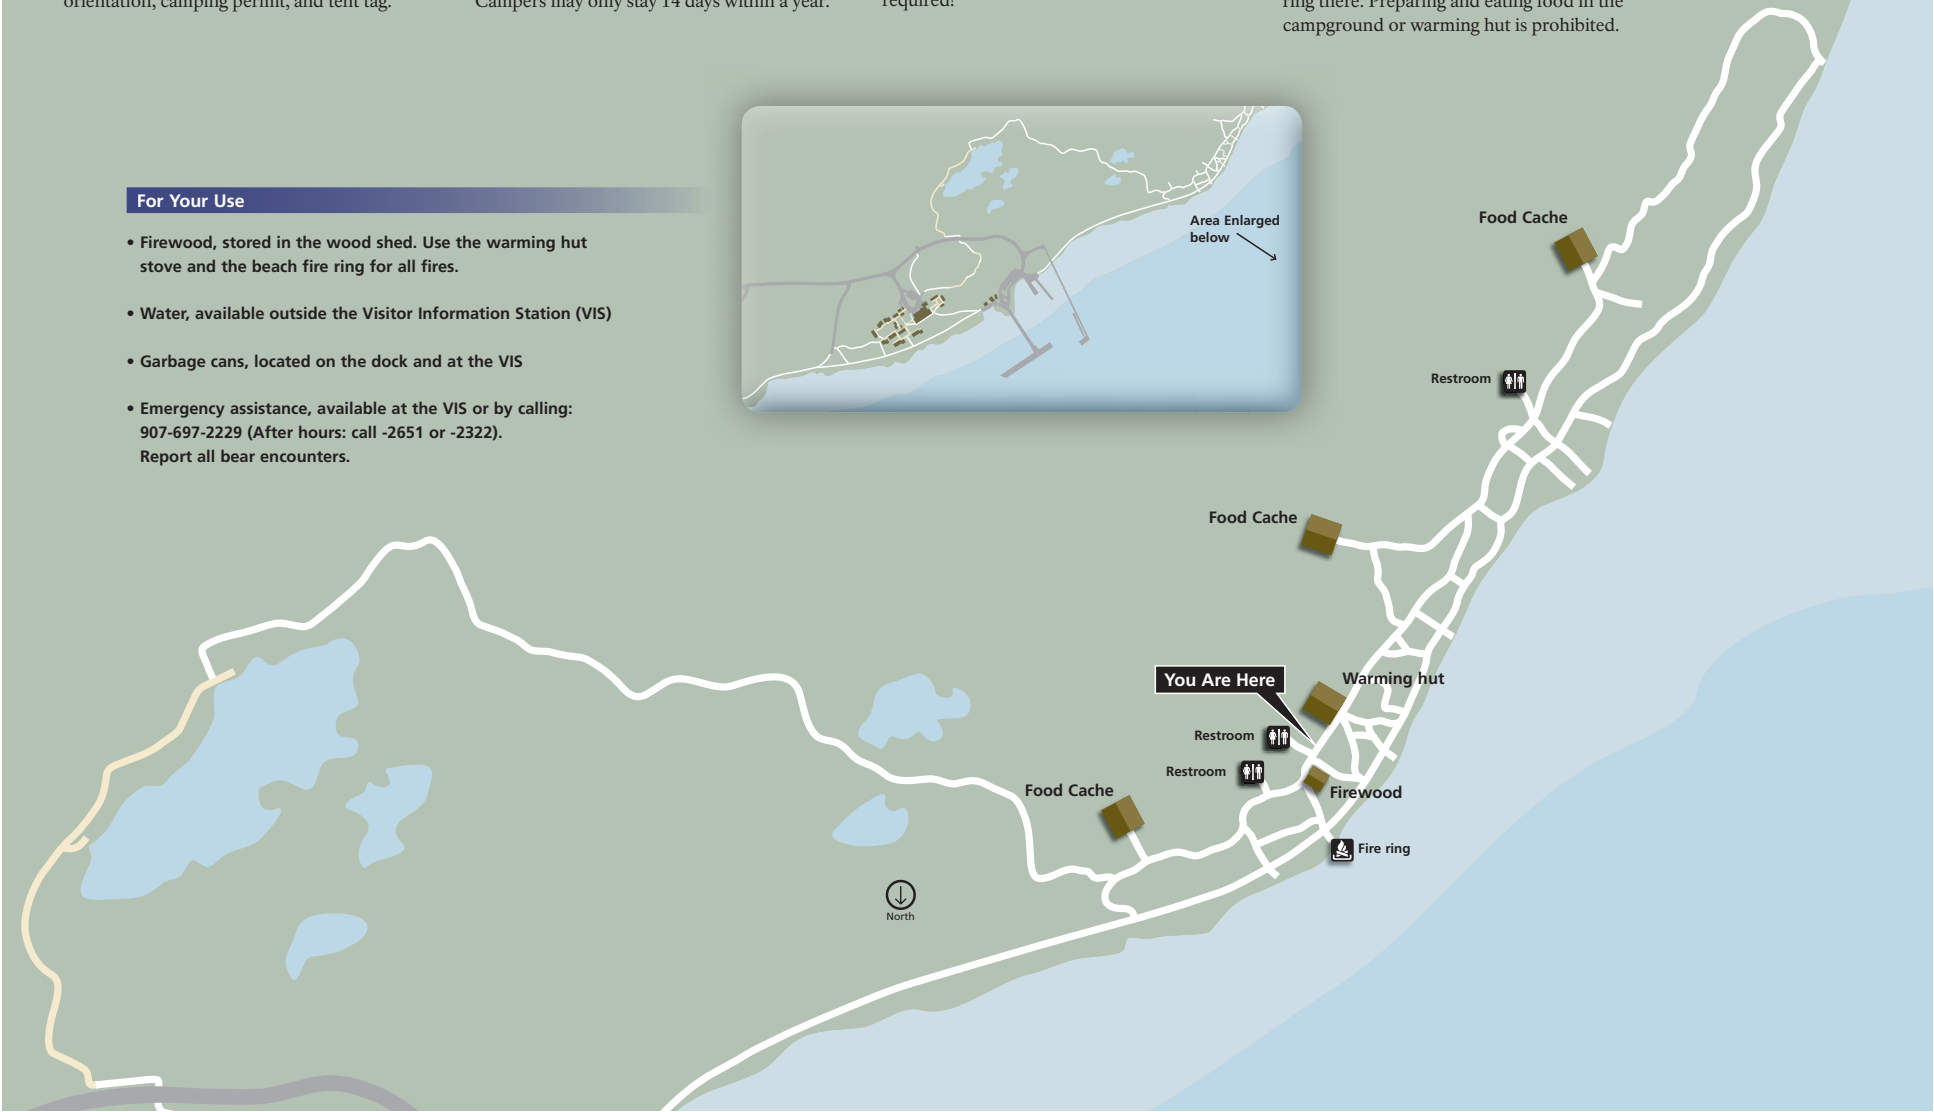 orientation, camping permit, and tent tag.
Campers may only stay 14 days within a year.
required!
ring there. Preparing and eating food in the
campground or warming hut is prohibited.
For Your Use
• Firewood, stored in the wood shed. Use the warming hut
stove and the beach fire ring for all fires.
• Water, available outside the Visitor Information Station (VIS)
• Garbage cans, located on the dock and at the VIS
• Emergency assistance, available at the VIS or by calling:
907-697-2229 (After hours: call -2651 or -2322).
Report all bear encounters.
Area Enlarged
below
Food Cache
Restroom
Food Cache
You Are Here
Warming hut
Restroom
Restroom
Food Cache
Firewood
Fire ring
North